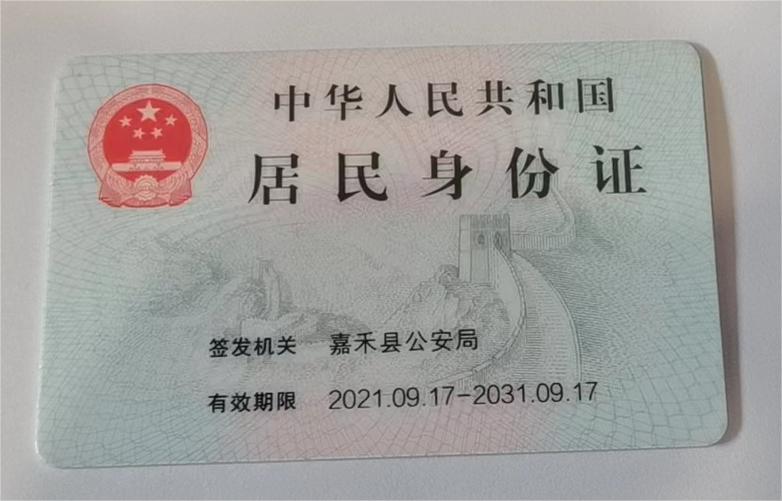 中华人民共和国
居民身份证
签发机关 嘉禾县公安局
有效期限 2021.09.17-2031.09.17